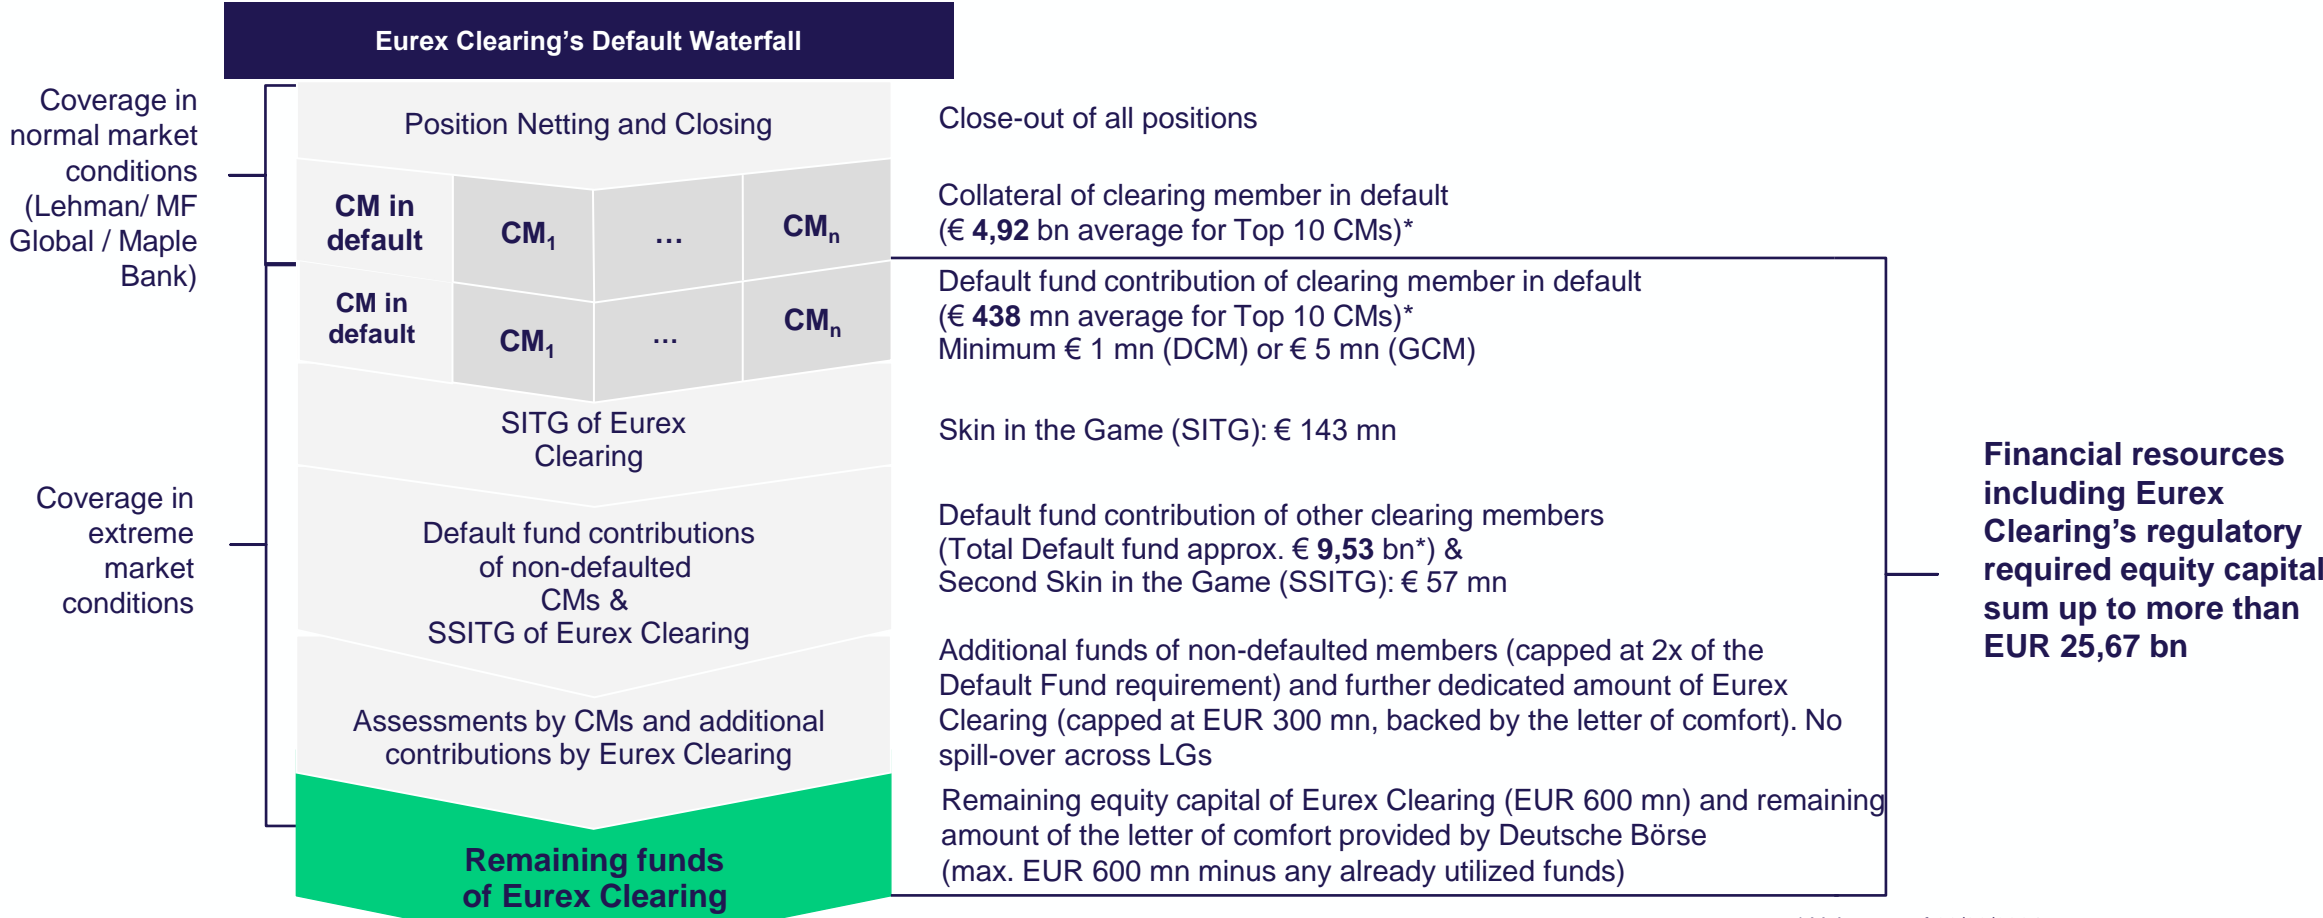 Eurex Clearing's Default Waterfall
Coverage in
normal market
conditions
(Lehman/ MF
Global / Maple
Bank)
Position Netting and Closing
Close-out of all positions
CM in
default
CM1
...
CMn
Collateral of clearing member in default
(€ 4,92 bn average for Top 10 CMs)*
CM in
default
CM1
...
CMn
Default fund contribution of clearing member in default
(€ 438 mn average for Top 10 CMs)*
Minimum € 1 mn (DCM) or € 5 mn (GCM)
SITG of Eurex
Clearing
Skin in the Game (SITG): € 143 mn
Coverage in
extreme
market
conditions
Default fund contributions
of non-defaulted
CMs &
SSITG of Eurex Clearing
Default fund contribution of other clearing members
(Total Default fund approx. € 9,53 bn*) &
Second Skin in the Game (SSITG): € 57 mn
Assessments by CMs and additional
contributions by Eurex Clearing
Additional funds of non-defaulted members (capped at 2x of the
Default Fund requirement) and further dedicated amount of Eurex
Clearing (capped at EUR 300 mn, backed by the letter of comfort). No
spill-over across LGs
Remaining funds
of Eurex Clearing
Remaining equity capital of Eurex Clearing (EUR 600 mn) and remaining
amount of the letter of comfort provided by Deutsche Börse
(max. EUR 600 mn minus any already utilized funds)
Financial resources
including Eurex
Clearing's regulatory
required equity capital
sum up to more than
EUR 25,67 bn